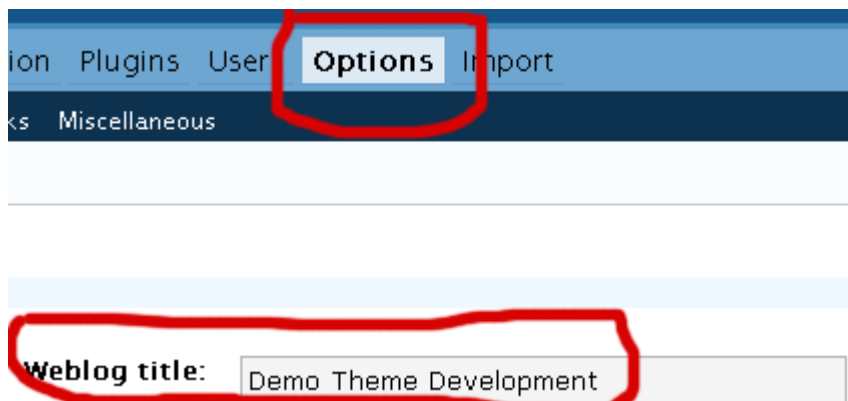 ion Plugins User Options Import
ks Miscellaneous
Weblog title: Demo Theme Development